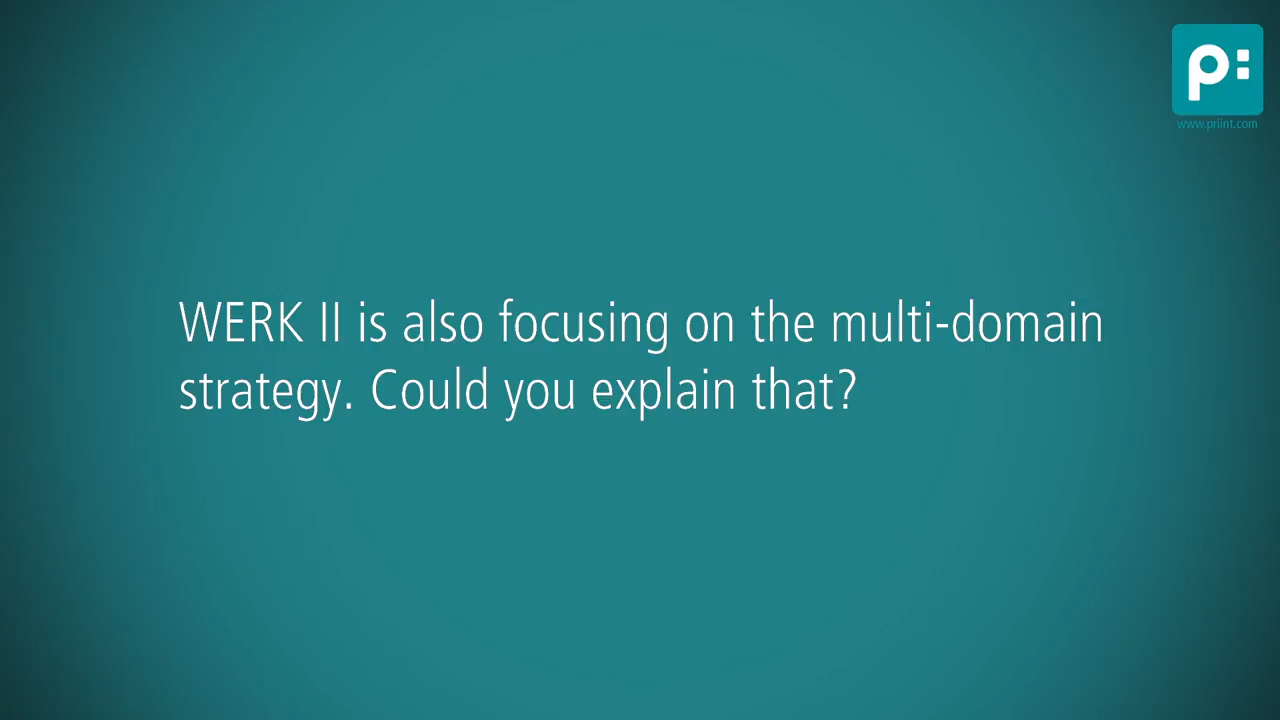 p:
www.priint.com
WERK II is also focusing on the multi-domain
strategy. Could you explain that?